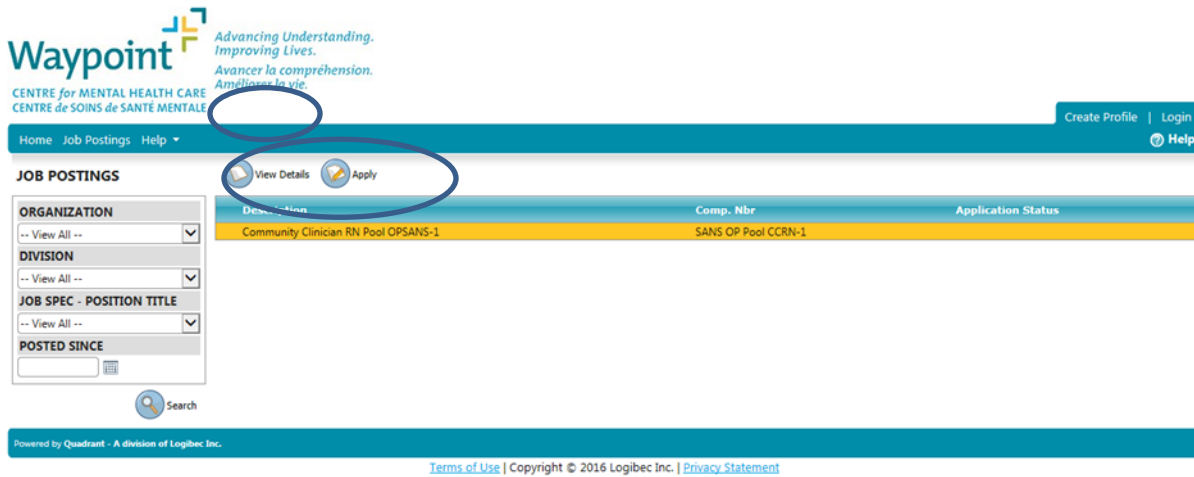 Waypoint
CENTRE for MENTAL HEALTH CARE
CENTRE de SOINS de SANTÉ MENTALE
Advancing Understanding.
Improving Lives.
Avancer la compréhension.
Améliorer la vie.
Create Profile | Login
Home Job Postings Help
Help
JOB POSTINGS
View Details Apply
ORGANIZATION
-- View All --
DIVISION
-- View All --
JOB SPEC - POSITION TITLE
-- View All --
POSTED SINCE
Search
Description Comp. Nbr Application Status
Community Clinician RN Pool OPSANS-1 SANS OP Pool CCRN-1
Powered by Quadrant - A division of Logibec Inc.
Terms of Use | Copyright © 2016 Logibec Inc. | Privacy Statement